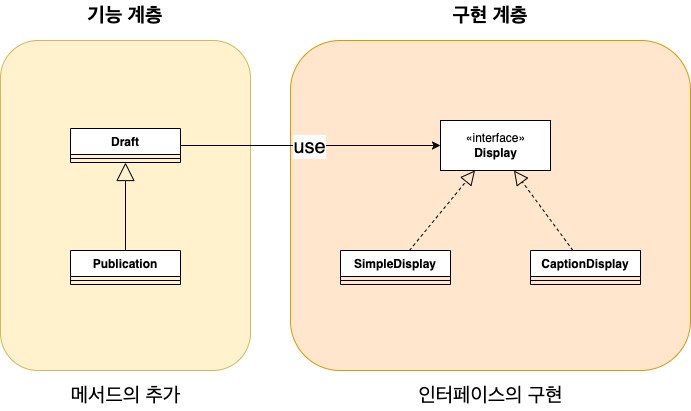 기능 계층
구현 계층
Draft
use
«interface»
Display
Publication
SimpleDisplay
CaptionDisplay
메서드의 추가
인터페이스의 구현